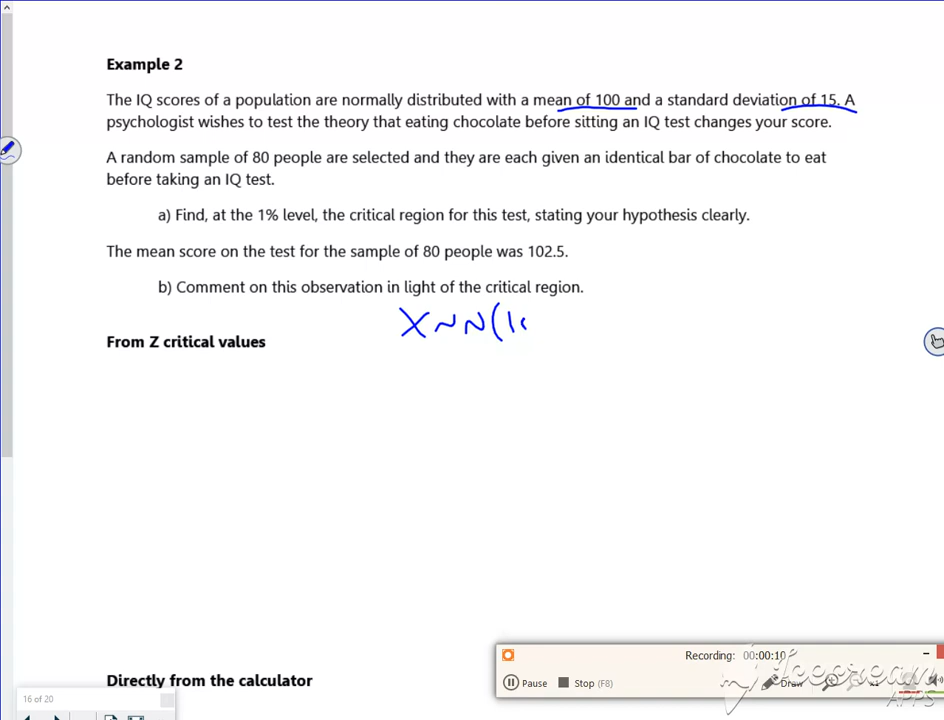 Example 2
The IQ scores of a population are normally distributed with a mean of 100 and a standard deviation of 15. A
psychologist wishes to test the theory that eating chocolate before sitting an IQ test changes your score.
A random sample of 80 people are selected and they are each given an identical bar of chocolate to eat
before taking an IQ test.
a) Find, at the 1% level, the critical region for this test, stating your hypothesis clearly.
The mean score on the test for the sample of 80 people was 102.5.
b) Comment on this observation in light of the critical region.
X~N(1
From Z critical values
Recording: 00:00:10
Pause Stop (F8) Draw x1
Directly from the calculator
16 of 20
APPS